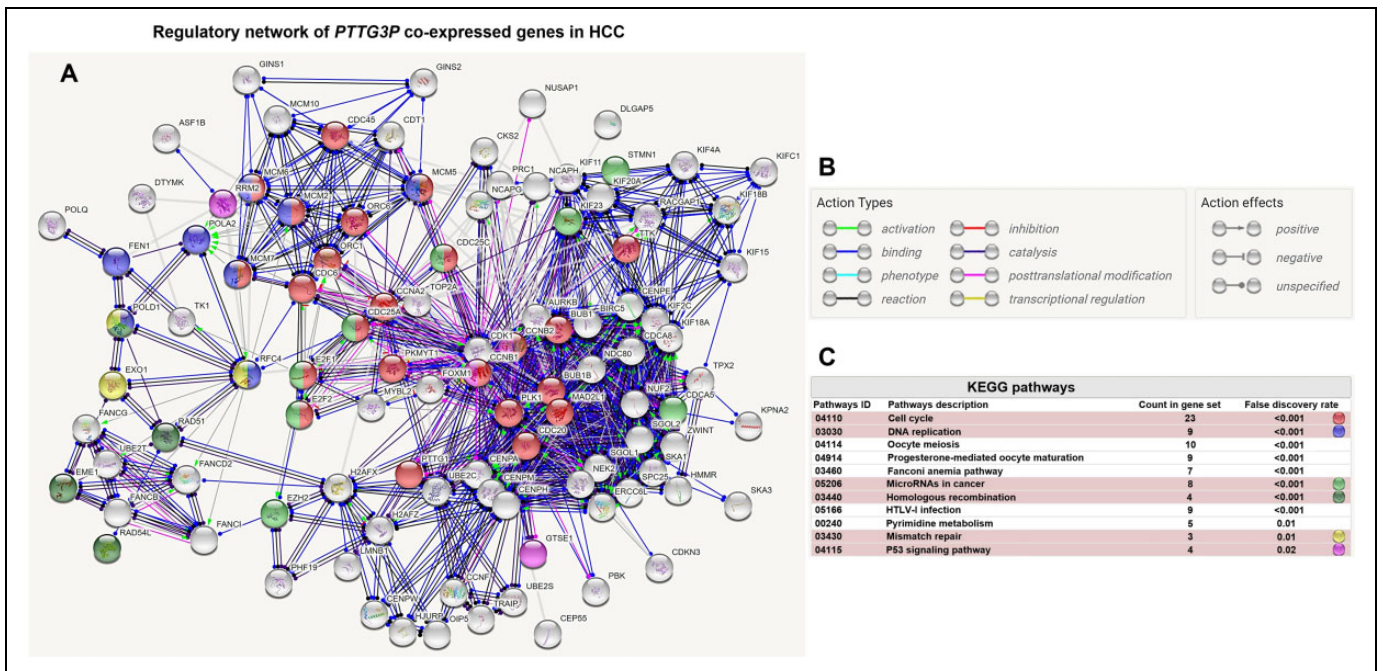 Regulatory network of PTTG3P co-expressed genes in HCC
A
GINS1
GINS2
NUSAP1
DLGAP5
MCM10
ASF1B
CDC45
CDT1
CKS2
STMN1
KIF4A
KIFC1
PRC1
NCAPH
KIF11
DTYMK
RRM2
MCM6
MCM5
NCAPG
KIF20A
KIF18B
MCM2
POLQ
POLA2
ORC6
KIF23
RACGAP1
FEN1
ORC1
CDC25C
TTK
KIF15
MCM7
CDC6
CCNA2
TOP2A
CENPE
POLD1
TK1
CDC25A
AURKB
BIRC5
KIF2C
BUB1
KIF18A
CDK1
CCNB2
CDCA8
EXO1
RFC4
E2F1
PKMYT1
CCNB1
NDC80
TPX2
FOXM1
BUB1B
E2F2
MYBL2
NUF2
CDCA5
FANCG
RAD51
PLK1
MAD2L1
KPNA2
UBE2T
CDC20
SGOL2
ZWINT
EME1
FANCD2
H2AFX
PTTG1
CENPA
SGOL1
SKA1
FANCB
UBE2C
CENPM
NEK2
SPC25
HMMR
EZH2
CENPH
ERCC6L
SKA3
RAD54L
FANCI
H2AFZ
GTSE1
CDKN3
PHF19
LMNB1
CCNF
UBE2S
PBK
CENPW
HJURP
OIP5
TRAIP
CEP55
B
Action Types
activation
inhibition
binding
catalysis
phenotype
posttranslational modification
reaction
transcriptional regulation
Action effects
positive
negative
unspecified
C
KEGG pathways
Pathways ID Pathways description Count in gene set False discovery rate
04110 Cell cycle 23 <0.001
03030 DNA replication 9 <0.001
04114 Oocyte meiosis 10 <0.001
04914 Progesterone-mediated oocyte maturation 9 <0.001
03460 Fanconi anemia pathway 7 <0.001
05206 MicroRNAs in cancer 8 <0.001
03440 Homologous recombination 4 <0.001
05166 HTLV-I infection 9 <0.001
00240 Pyrimidine metabolism 5 0.01
03430 Mismatch repair 3 0.01
04115 P53 signaling pathway 4 0.02